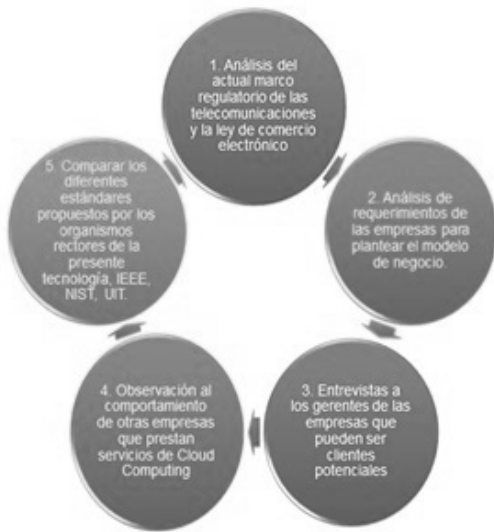 1. Análisis del
actual marco
regulatorio de las
telecomunicaciones
y la ley de comercio
electrónico
2. Análisis de
requerimientos de
las empresas para
plantear el modelo
de negocio.
3. Entrevistas a
los gerentes de las
empresas que
pueden ser
clientes
potenciales
4. Observación al
comportamiento
de otras empresas
que prestan
servicios de Cloud
Computing
5. Comparar los
diferentes
estándares
propuestos por los
organismos
rectores de la
presente
tecnología, IEEE,
NIST, UIT.